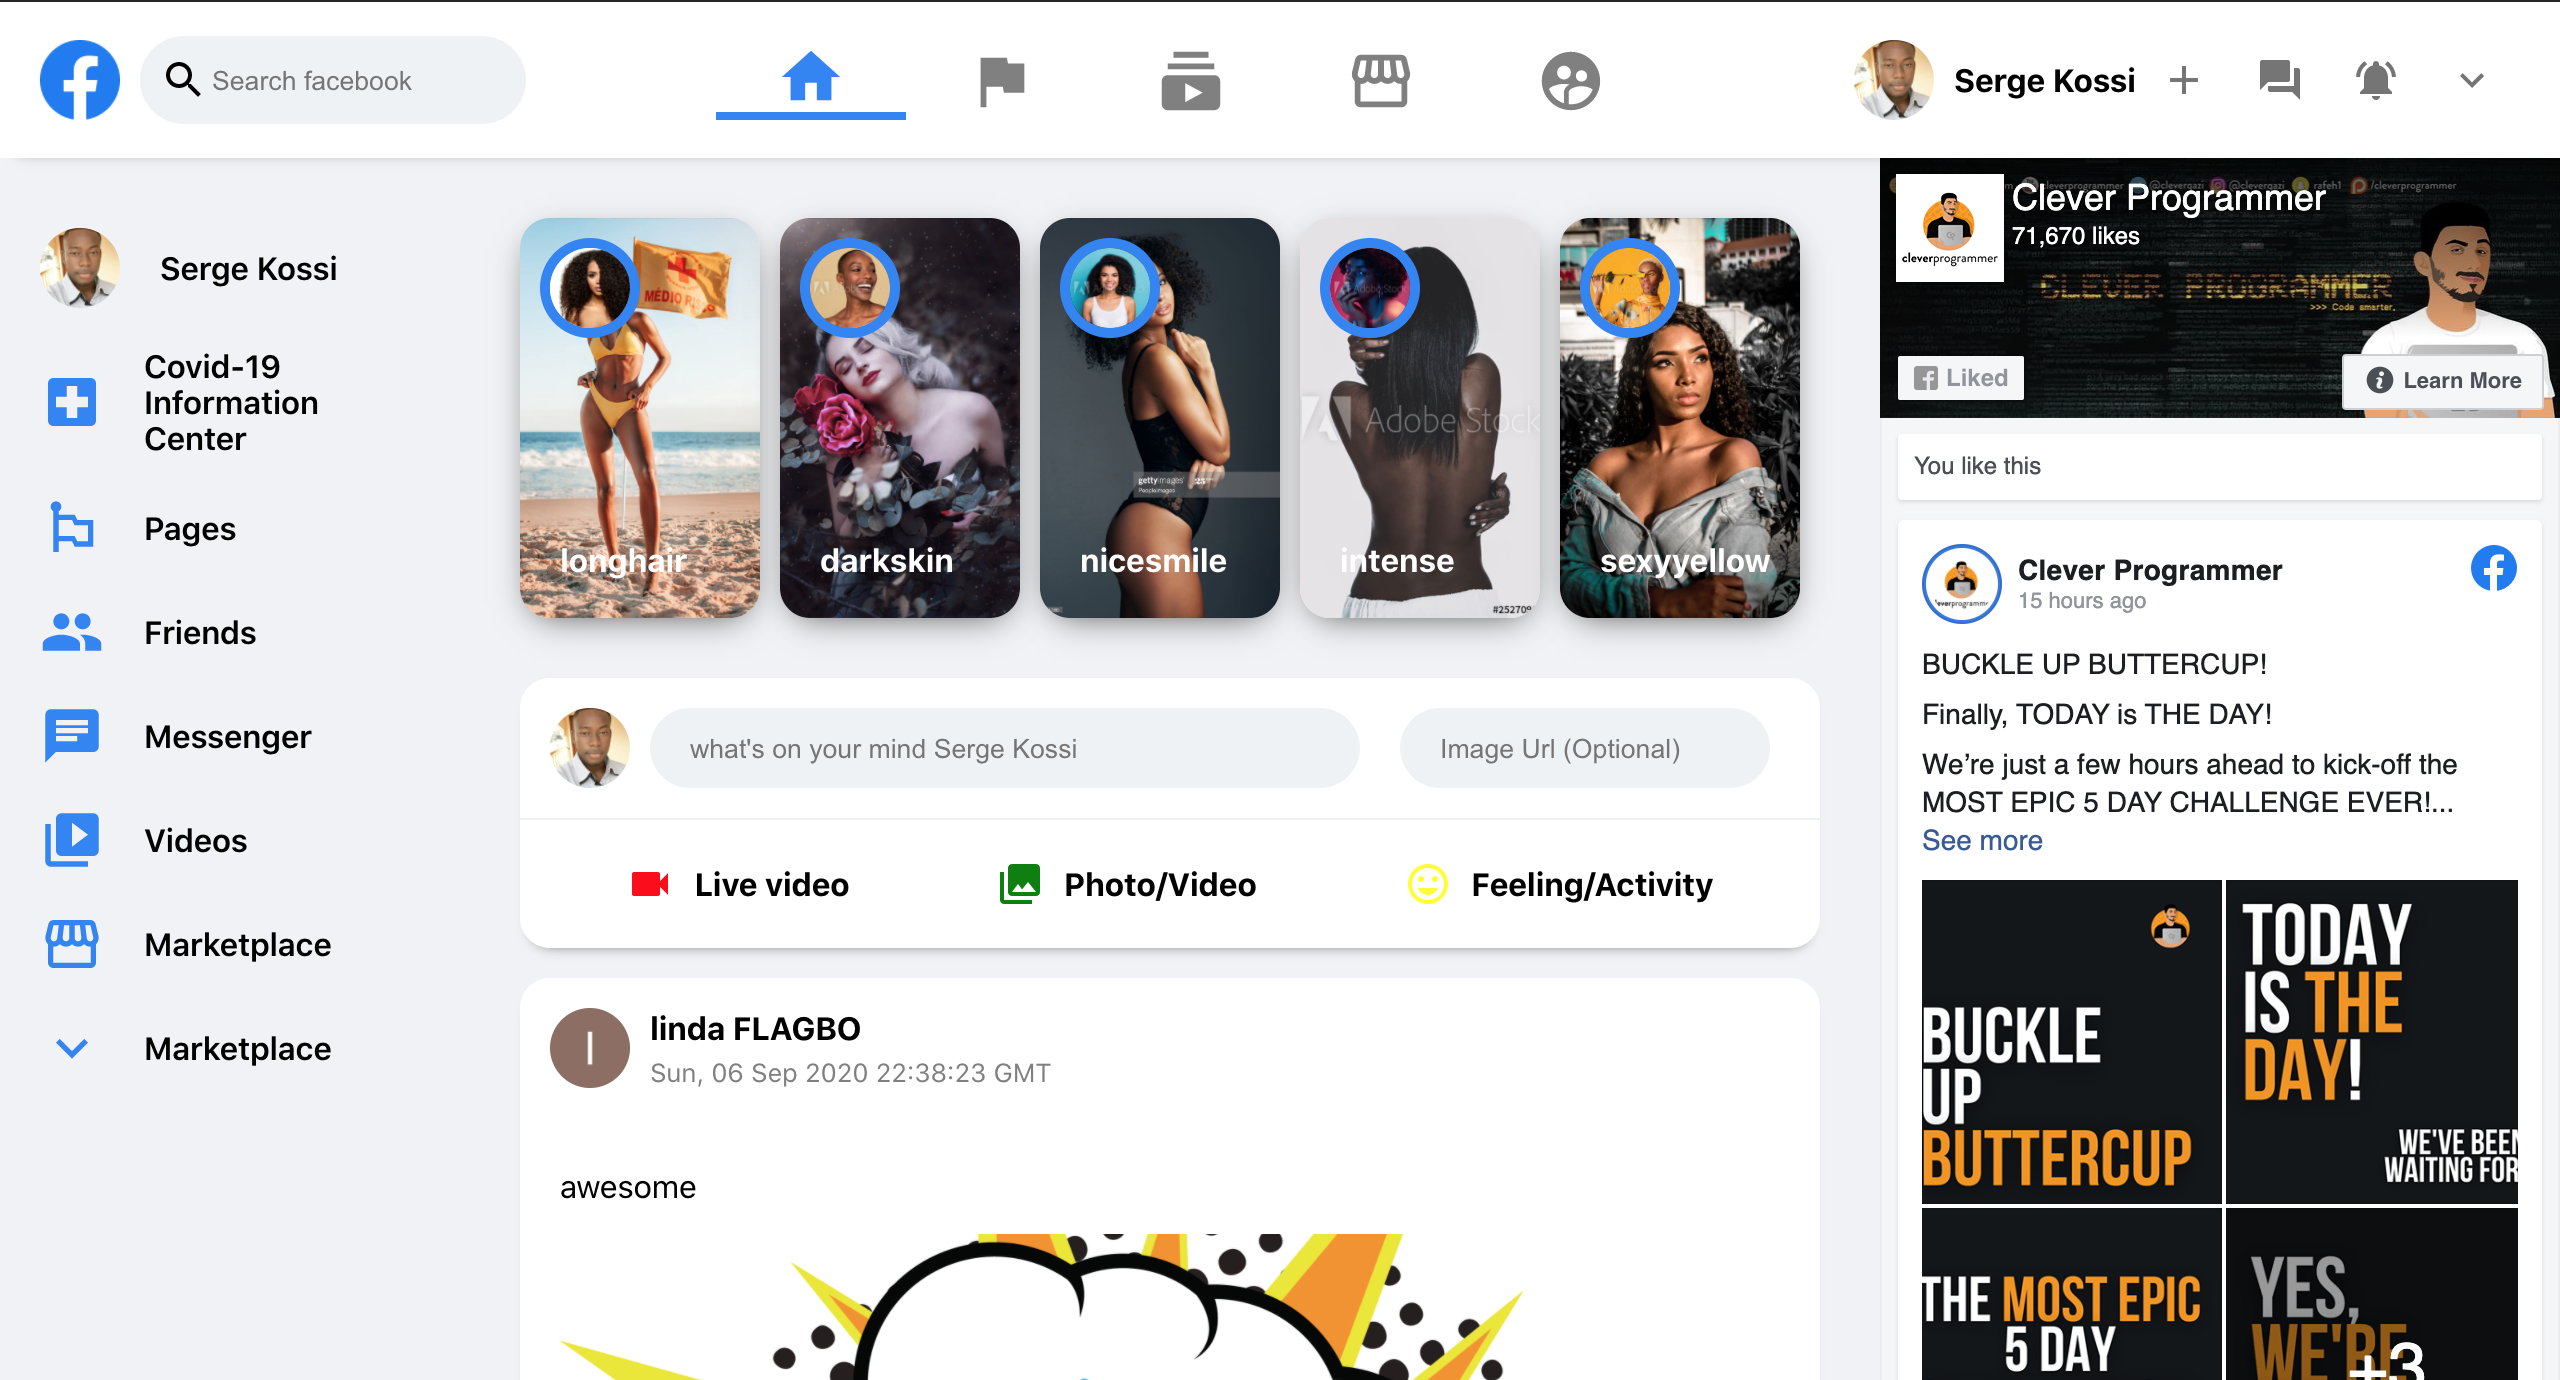 Search facebook
Serge Kossi
Serge Kossi
Covid-19
Information
Center
Pages
Friends
Messenger
Videos
Marketplace
Marketplace
MÉDIO
longhair
darkskin
gettyimages
PeopleImages
nicesmile
Adobe Stock
intense
sexyyellow
what's on your mind Serge Kossi
Image Url (Optional)
Live video
Photo/Video
Feeling/Activity
linda FLAGBO
Sun, 06 Sep 2020 22:38:23 GMT
awesome
Clever Programmer
71,670 likes
cleverprogrammer
CLEVER PROGRAMMER
>>> Code smarter.
Liked
Learn More
You like this
Clever Programmer
15 hours ago
BUCKLE UP BUTTERCUP!
Finally, TODAY is THE DAY!
We’re just a few hours ahead to kick-off the
MOST EPIC 5 DAY CHALLENGE EVER!...
See more
BUCKLE
UP
BUTTERCUP
TODAY
IS THE
DAY!
WE'VE BEEN
WAITING FOR
THE MOST EPIC
5 DAY
YES,
WE'RE
+3